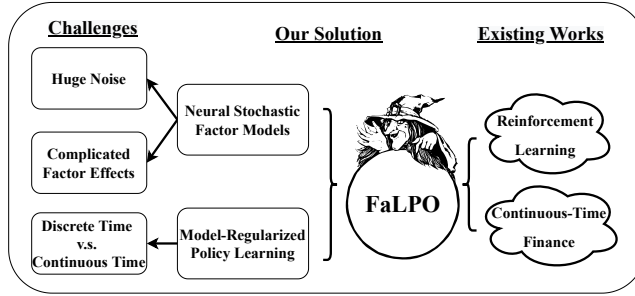 Challenges
Our Solution
Existing Works
Huge Noise
Complicated
Factor Effects
Discrete Time
v.s.
Continuous Time
Neural Stochastic
Factor Models
Model-Regularized
Policy Learning
FaLPO
Reinforcement
Learning
Continuous-Time
Finance